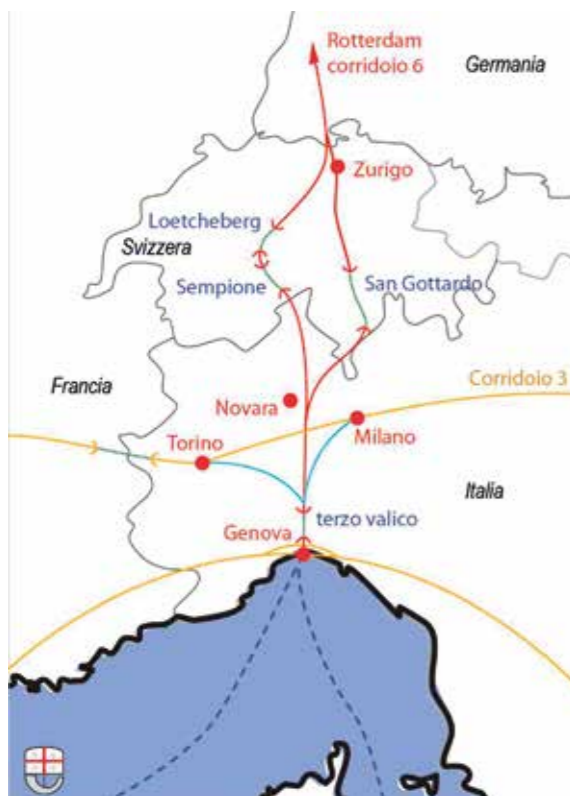 Rotterdam
corridoio 6
Germania
Zurigo
Loetcheberg
Svizzera
Sempione
San Gottardo
Francia
Corridoio 3
Novara
Milano
Torino
Italia
terzo valico
Genova